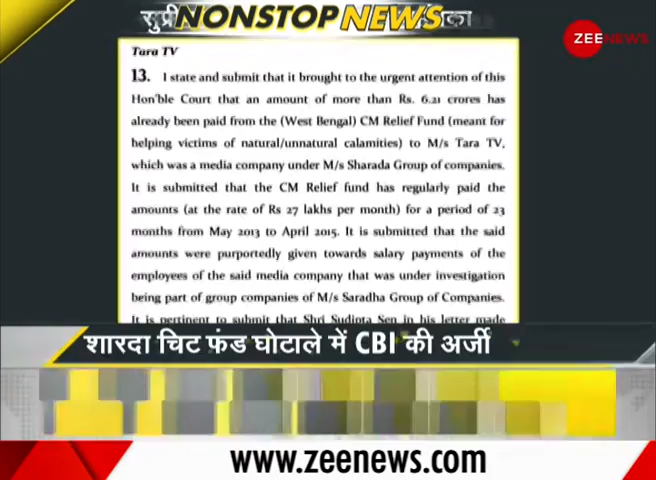 NONSTOP NEWS
ZEE NEWS
Tara TV
13. I state and submit that it brought to the urgent attention of this
Hon'ble Court that an amount of more than Rs. 6.21 crores has
already been paid from the (West Bengal) CM Relief Fund (meant for
helping victims of natural/unnatural calamities) to M/s Tara TV,
which was a media company under M/s Sharada Group of companies.
It is submitted that the CM Relief fund has regularly paid the
amounts (at the rate of Rs 27 lakhs per month) for a period of 23
months from May 2013 to April 2015. It is submitted that the said
amounts were purportedly given towards salary payments of the
employees of the said media company that was under investigation
being part of group companies of M/s Saradha Group of Companies.
It is pertinent to submit that Shri Sudipta Sen in his letter made
शारदा चिट फंड घोटाले में CBI की अर्जी
www.zeenews.com